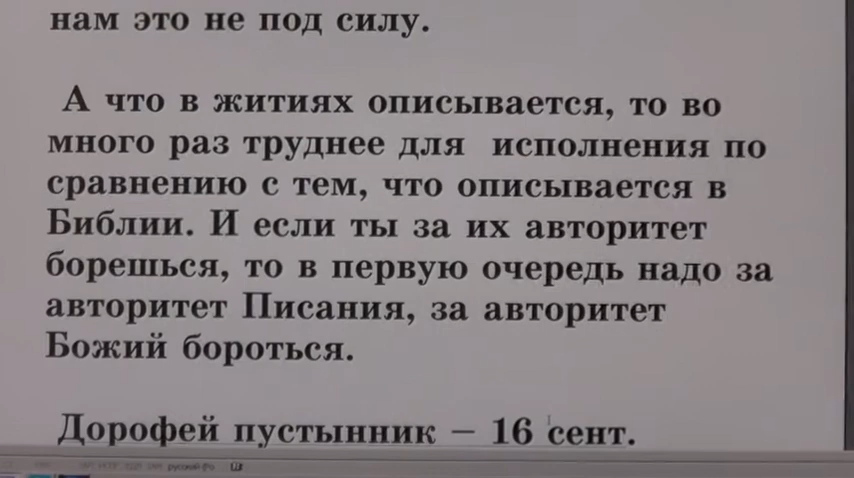 нам это не под силу.
А что в житиях описывается, то во
много раз труднее для исполнения по
сравнению с тем, что описывается в
Библии. И если ты за их авторитет
борешься, то в первую очередь надо за
авторитет Писания, за авторитет
Божий бороться.
Дорофей пустынник – 16 сент.